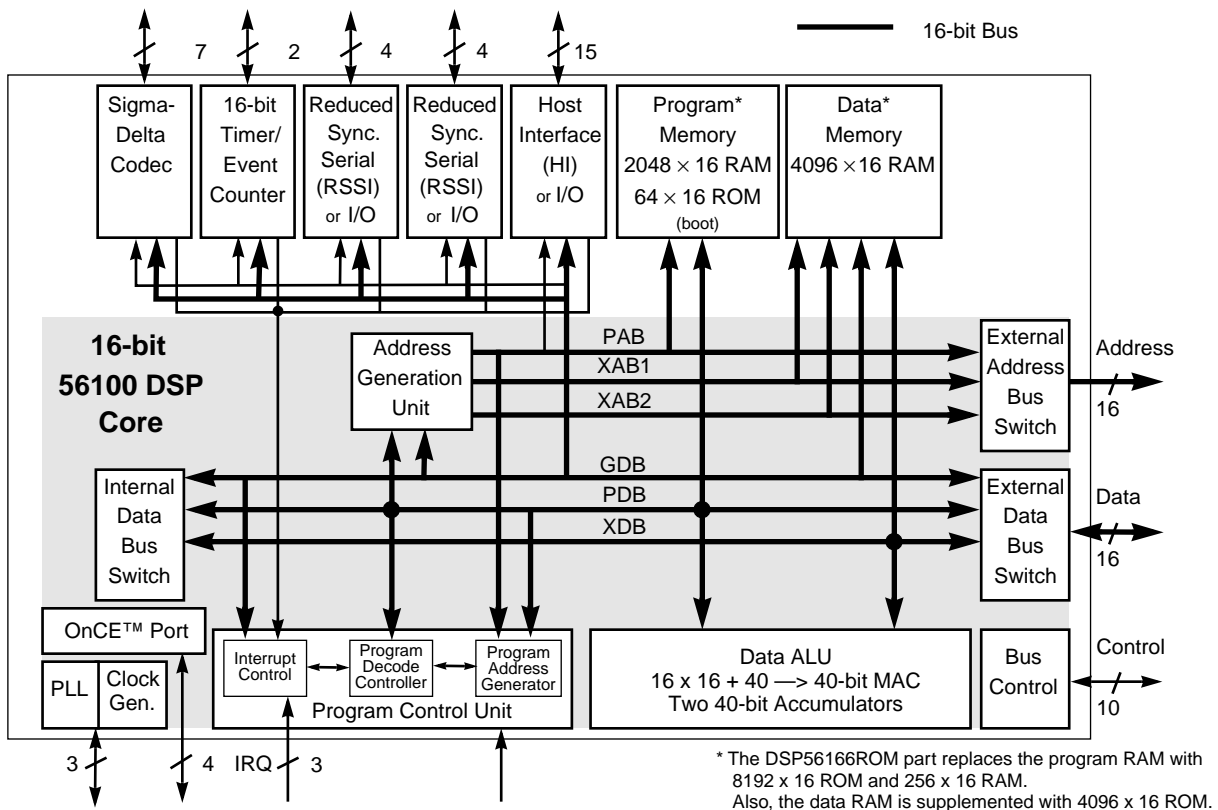 16-bit Bus
7
2
4
4
15
Sigma-
Delta
Codec
16-bit
Timer/
Event
Counter
Reduced
Sync.
Serial
(RSSI)
or I/O
Reduced
Sync.
Serial
(RSSI)
or I/O
Host
Interface
(HI)
or I/O
Program*
Memory
2048 × 16 RAM
64 × 16 ROM
(boot)
Data*
Memory
4096 × 16 RAM
16-bit
56100 DSP
Core
Address
Generation
Unit
PAB
XAB1
XAB2
External
Address
Bus
Switch
Address
16
Internal
Data
Bus
Switch
GDB
PDB
XDB
External
Data
Bus
Switch
Data
16
OnCE™ Port
PLL
Clock
Gen.
Interrupt
Control
Program
Decode
Controller
Program
Address
Generator
Program Control Unit
Data ALU
16 x 16 + 40 —> 40-bit MAC
Two 40-bit Accumulators
Bus
Control
Control
10
3
4
IRQ
3
* The DSP56166ROM part replaces the program RAM with
8192 x 16 ROM and 256 x 16 RAM.
Also, the data RAM is supplemented with 4096 x 16 ROM.